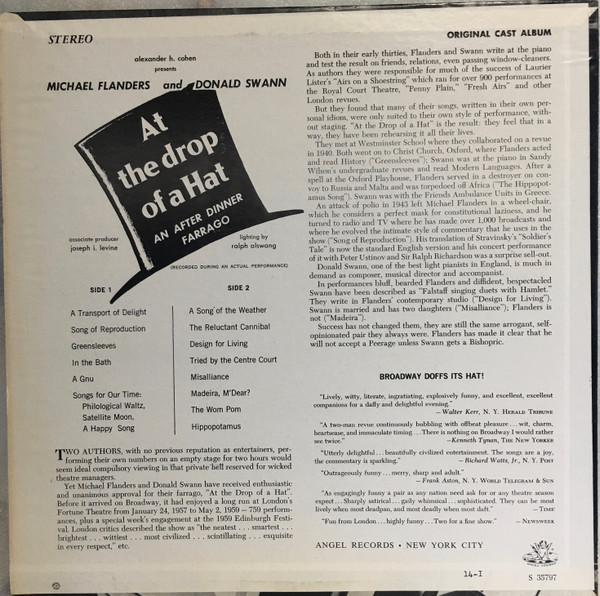 STEREO
ORIGINAL CAST ALBUM
alexander h. cohen
presents
MICHAEL FLANDERS and DONALD SWANN
At
the drop
of a Hat
AN AFTER DINNER
FARRAGO
associate producer
joseph i. levine
lighting by
ralph alswang
(RECORDED DURING AN ACTUAL PERFORMANCE)
SIDE 1
A Transport of Delight
Song of Reproduction
Greensleeves
In the Bath
A Gnu
Songs for Our Time:
Philological Waltz,
Satellite Moon,
A Happy Song
SIDE 2
A Song of the Weather
The Reluctant Cannibal
Design for Living
Tried by the Centre Court
Misalliance
Madeira, M'Dear?
The Wom Pom
Hippopotamus
TWO AUTHORS, with no previous reputation as entertainers, per-
forming their own numbers on an empty stage for two hours would
seem ideal compulsory viewing in that private hell reserved for wicked
theatre managers.
Yet Michael Flanders and Donald Swann have received enthusiastic
and unanimous approval for their farrago, "At the Drop of a Hat".
Before it arrived on Broadway, it had enjoyed a long run at London's
Fortune Theatre from January 24, 1957 to May 2, 1959 – 759 perform-
ances, plus a special week's engagement at the 1959 Edinburgh Festi-
val. London critics described the show as "the neatest . . . smartest . . .
brightest . . . wittiest . . . most civilized . . . scintillating . . . exquisite
in every respect," etc.
Both in their early thirties, Flanders and Swann write at the piano
and test the result on friends, relations, even passing window-cleaners.
As authors they were responsible for much of the success of Laurier
Lister's "Airs on a Shoestring" which ran for over 900 performances at
the Royal Court Theatre, "Penny Plain," "Fresh Airs" and other
London revues.
But they found that many of their songs, written in their own per-
sonal idioms, were only suited to their own style of performance, with-
out staging. "At the Drop of a Hat" is the result: they feel that in a
way, they have been rehearsing it all their lives.
They met at Westminster School where they collaborated on a revue
in 1940. Both went on to Christ Church, Oxford, where Flanders acted
and read History ("Greensleeves"); Swann was at the piano in Sandy
Wilson's undergraduate revues and read Modern Languages. After a
spell at the Oxford Playhouse, Flanders served in a destroyer on con-
voy to Russia and Malta and was torpedoed off Africa ("The Hippopot-
amus Song"). Swann was with the Friends Ambulance Units in Greece.
An attack of polio in 1943 left Michael Flanders in a wheel-chair,
which he considers a perfect mask for constitutional laziness, and he
turned to radio and TV where he has made over 1,000 broadcasts and
where he evolved the intimate style of commentary that he uses in the
show ("Song of Reproduction"). His translation of Stravinsky's "Soldier's
Tale" is now the standard English version and his concert performance
of it with Peter Ustinov and Sir Ralph Richardson was a surprise sell-out.
Donald Swann, one of the best light pianists in England, is much in
demand as composer, musical director and accompanist.
In performances bluff, bearded Flanders and diffident, bespectacled
Swann have been described as "Falstaff singing duets with Hamlet."
They write in Flanders' contemporary studio ("Design for Living").
Swann is married and has two daughters ("Misalliance"); Flanders is
not ("Madeira").
Success has not changed them, they are still the same arrogant, self-
opinionated pair they always were. Flanders has made it clear that he
will not accept a Peerage unless Swann gets a Bishopric.
BROADWAY DOFFS ITS HAT!
"Lively, witty, literate, ingratiating, explosively funny, and excellent, excellent
companions for a daffy and delightful evening."
– Walter Kerr, N. Y. HERALD TRIBUNE
"A two-man revue continuously bubbling with offbeat pleasure . . . wit, charm,
heartsease, and immaculate timing . . . There is nothing on Broadway I would rather
see twice." –Kenneth Tynan, THE NEW YORKER
"Utterly delightful . . . beautifully civilized entertainment. The songs are a joy,
the commentary is sparkling." – Richard Watts, Jr., N. Y. POST
"Outrageously funny . . . merry, sharp and adult."
– Frank Aston, N. Y. WORLD TELEGRAM & SUN
"As engagingly funny a pair as any nation need ask for or any theatre season
expect . . . Sharply satirical . . . gaily whimsical . . . sophisticated. They can be most
lively when most deadpan, and most deadly when most daft." – TIME
"Fun from London . . . highly funny . . . Two for a fine show." – NEWSWEEK
ANGEL RECORDS • NEW YORK CITY
14-I
S 35797